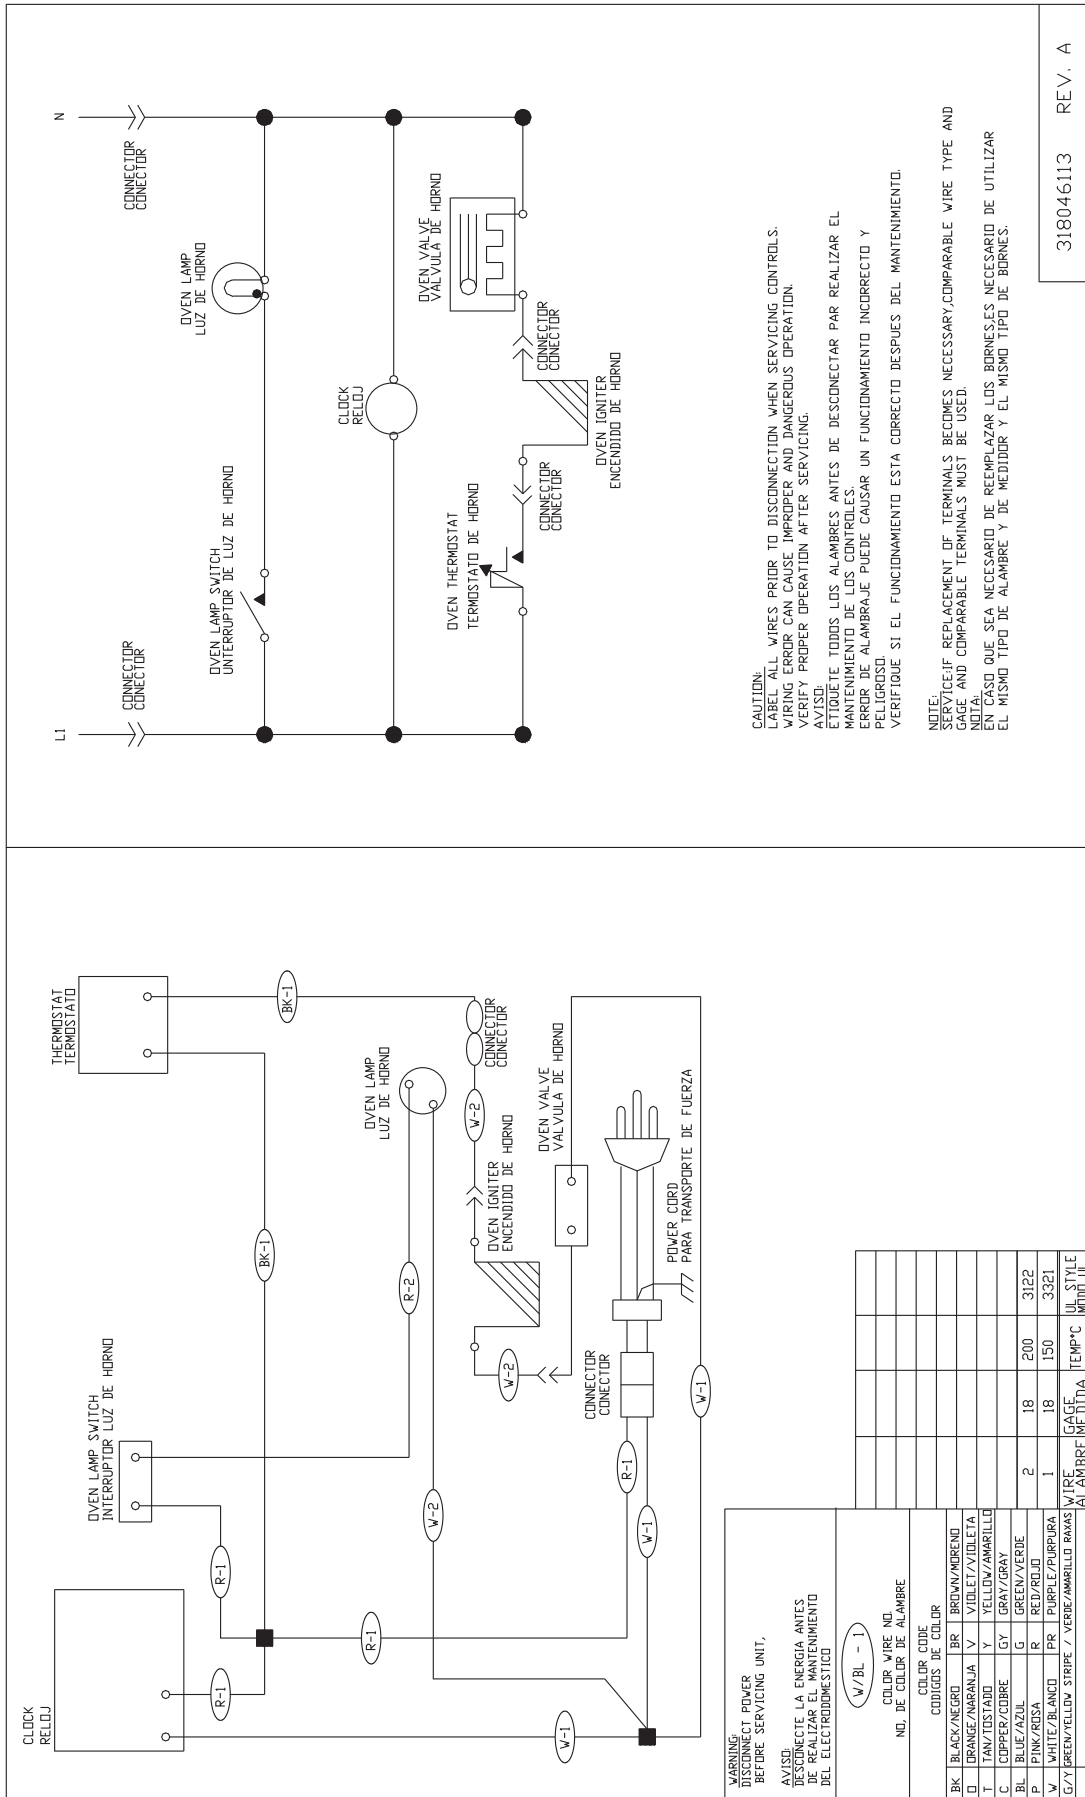 CLOCK
RELOJ
OVEN LAMP SWITCH
INTERRUPTOR LUZ DE HORNO
THERMOSTAT
TERMOSTATO
R-1
R-1
BK-1
BK-1
R-1
R-2
OVEN LAMP
LUZ DE HORNO
W-2
W-2
CONNECTOR
CONECTOR
OVEN IGNITER
ENCENDIDO DE HORNO
W-2
OVEN VALVE
VALVULA DE HORNO
W-1
CONNECTOR
CONECTOR
R-1
W-1
POWER CORD
PARA TRANSPORTE DE FUERZA
W-1
WARNING:
DISCONNECT POWER
BEFORE SERVICING UNIT,
AVISO:
DESCONECTE LA ENERGIA ANTES
DE REALIZAR EL MANTENIMIENTO
DEL ELECTRODOMESTICO
W/BL - 1
COLOR WIRE NO.
NO, DE COLOR DE ALAMBRE
COLOR CODE
CODIGOS DE COLOR
BK BLACK/NEGRO BR BROWN/MORENO
O ORANGE/NARANJA V VIOLET/VIOLETA
T TAN/TOSTADO Y YELLOW/AMARILLO
C COPPER/COBRE GY GRAY/GRAY
BL BLUE/AZUL G GREEN/VERDE
P PINK/ROSA R RED/ROJO
W WHITE/BLANCO PR PURPLE/PURPURA
G/Y GREEN/YELLOW STRIPE / VERDE/AMARILLO RAXAS
2 18 200 3122
1 18 150 3321
WIRE GAGE TEMP°C UL STYLE
ALAMBRE MEDIDA MODO UL
L1
N
CONNECTOR
CONECTOR
CONNECTOR
CONECTOR
OVEN LAMP SWITCH
UNTERRUPTOR DE LUZ DE HORNO
OVEN LAMP
LUZ DE HORNO
CLOCK
RELOJ
OVEN THERMOSTAT
TERMOSTATO DE HORNO
CONNECTOR
CONECTOR
OVEN IGNITER
ENCENDIDO DE HORNO
CONNECTOR
CONECTOR
OVEN VALVE
VALVULA DE HORNO
CAUTION:
LABEL ALL WIRES PRIOR TO DISCONNECTION WHEN SERVICING CONTROLS.
WIRING ERROR CAN CAUSE IMPROPER AND DANGEROUS OPERATION.
VERIFY PROPER OPERATION AFTER SERVICING.
AVISO:
ETIQUETE TODOS LOS ALAMBRES ANTES DE DESCONECTAR PAR REALIZAR EL
MANTENIMIENTO DE LOS CONTROLES.
ERROR DE ALAMBRAJE PUEDE CAUSAR UN FUNCIONAMIENTO INCORRECTO Y
PELIGROSO.
VERIFIQUE SI EL FUNCIONAMIENTO ESTA CORRECTO DESPUES DEL MANTENIMIENTO.
NOTE:
SERVICE:IF REPLACEMENT OF TERMINALS BECOMES NECESSARY,COMPARABLE WIRE TYPE AND
GAGE AND COMPARABLE TERMINALS MUST BE USED.
NOTA:
EN CASO QUE SEA NECESARIO DE REEMPLAZAR LOS BORNES,ES NECESARIO DE UTILIZAR
EL MISMO TIPO DE ALAMBRE Y DE MEDIDOR Y EL MISMO TIPO DE BORNES.
318046113 REV. A